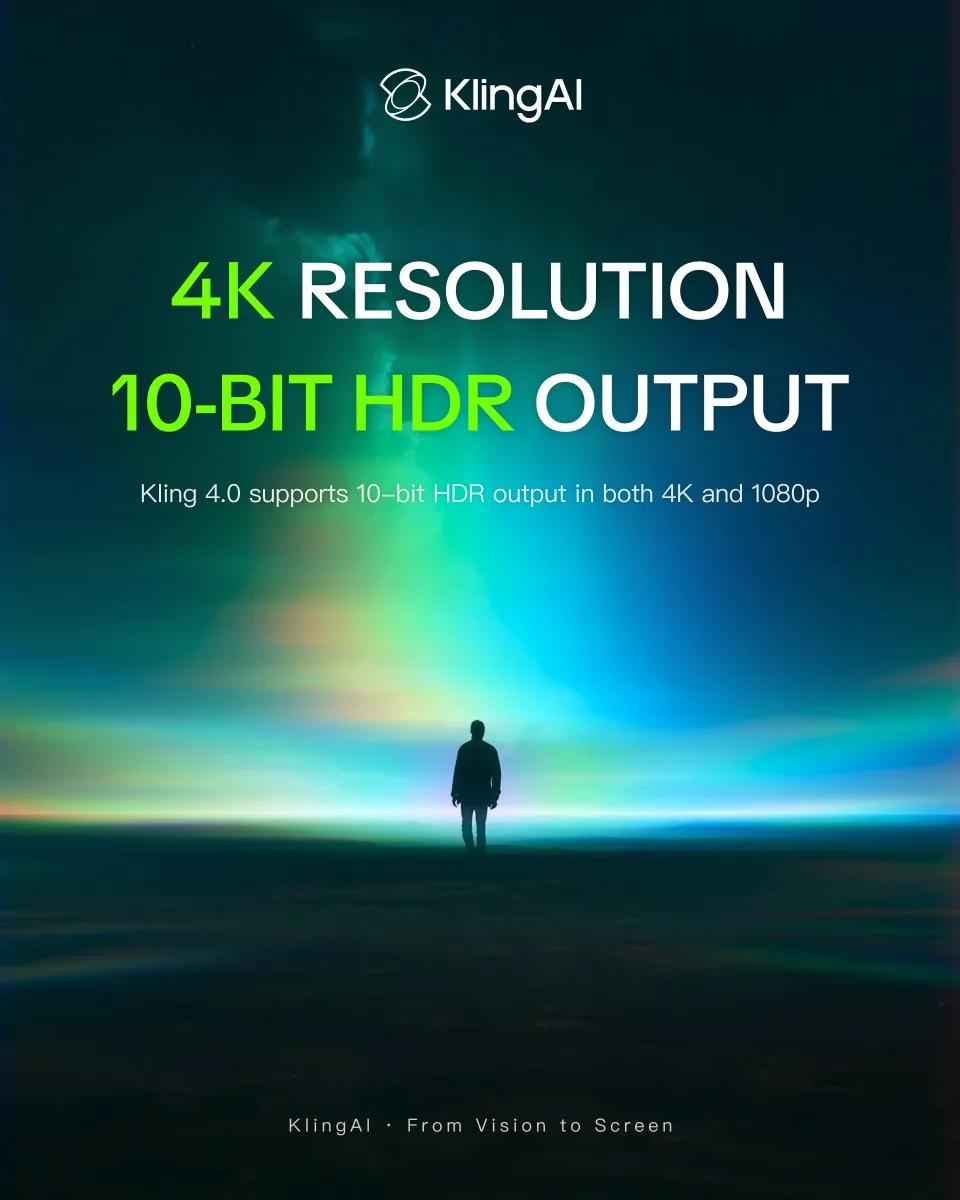 KlingAI
4K RESOLUTION
10-BIT HDR OUTPUT
Kling 4.0 supports 10-bit HDR output in both 4K and 1080p
KlingAI · From Vision to Screen